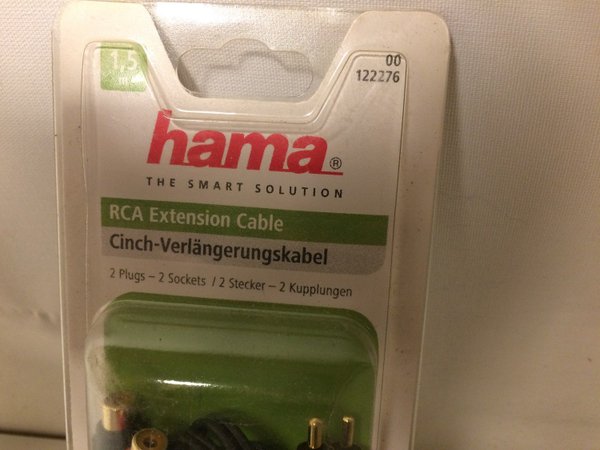 1,5
00
122276
hama®
THE SMART SOLUTION
RCA Extension Cable
Cinch-Verlängerungskabel
2 Plugs – 2 Sockets / 2 Stecker – 2 Kupplungen